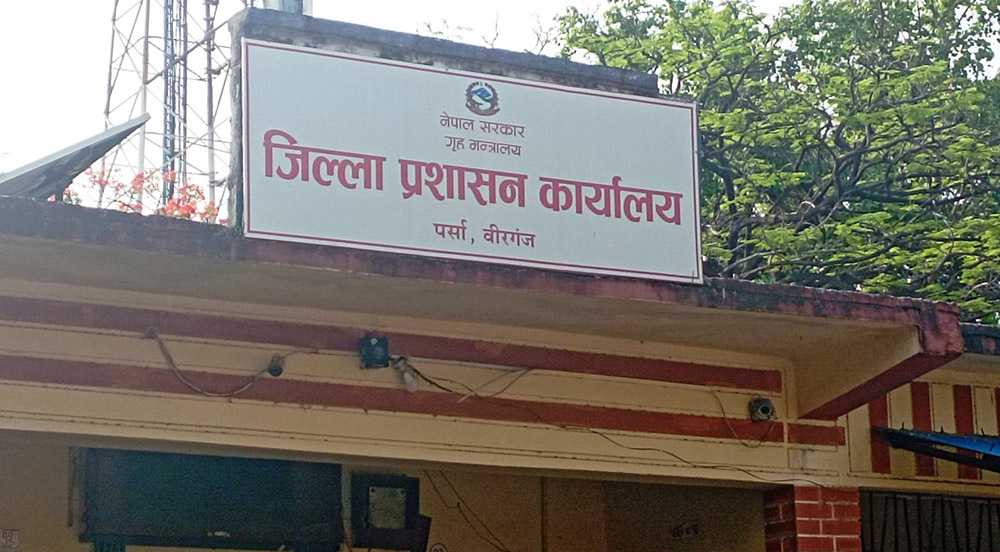 नेपाल सरकार
गृह मन्त्रालय
जिल्ला प्रशासन कार्यालय
पर्सा, वीरगंज